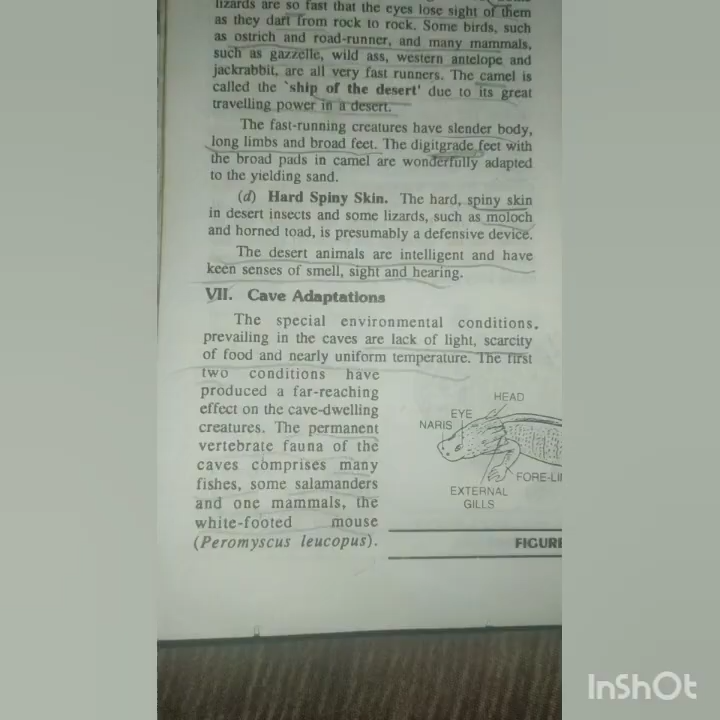 lizards are so fast that the eyes lose sight of them
as they dart from rock to rock. Some birds, such
as ostrich and road-runner, and many mammals,
such as gazzelle, wild ass, western antelope and
jackrabbit, are all very fast runners. The camel is
called the 'ship of the desert' due to its great
travelling power in a desert.
The fast-running creatures have slender body,
long limbs and broad feet. The digitgrade feet with
the broad pads in camel are wonderfully adapted
to the yielding sand.
(d) Hard Spiny Skin. The hard, spiny skin
in desert insects and some lizards, such as moloch
and horned toad, is presumably a defensive device.
The desert animals are intelligent and have
keen senses of smell, sight and hearing.
VII. Cave Adaptations
The special environmental conditions,
prevailing in the caves are lack of light, scarcity
of food and nearly uniform temperature. The first
two conditions have
produced a far-reaching
effect on the cave-dwelling
creatures. The permanent
vertebrate fauna of the
caves comprises many
fishes, some salamanders
and one mammals, the
white-footed mouse
(Peromyscus leucopus).
HEAD
EYE
NARIS
FORE-LI
EXTERNAL
GILLS
FIGURE
InShOt